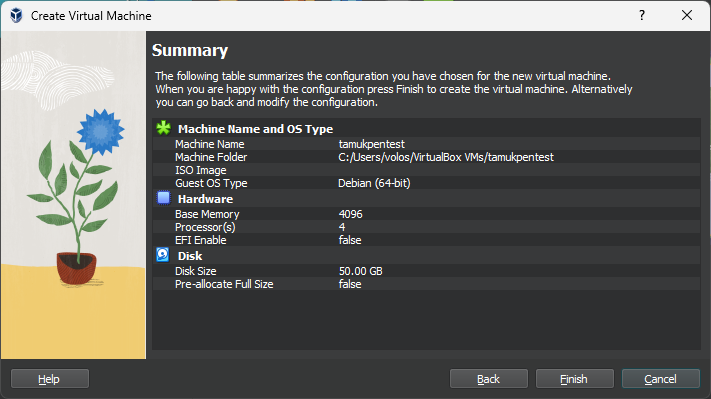 Create Virtual Machine
?
Summary
The following table summarizes the configuration you have chosen for the new virtual machine.
When you are happy with the configuration press Finish to create the virtual machine. Alternatively
you can go back and modify the configuration.
Machine Name and OS Type
Machine Name tamukpentest
Machine Folder C:/Users/volos/VirtualBox VMs/tamukpentest
ISO Image
Guest OS Type Debian (64-bit)
Hardware
Base Memory 4096
Processor(s) 4
EFI Enable false
Disk
Disk Size 50.00 GB
Pre-allocate Full Size false
Help Back Finish Cancel